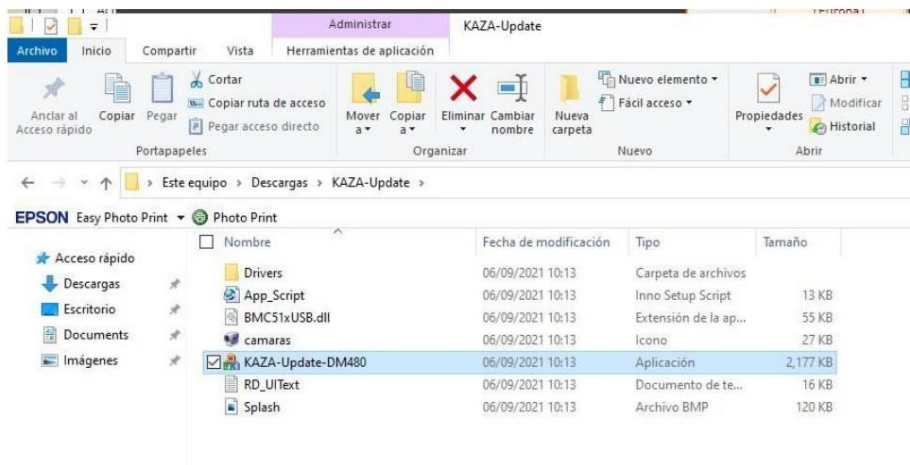 Administrar KAZA-Update
Archivo Inicio Compartir Vista Herramientas de aplicación
Anclar al Acceso rápido
Copiar
Pegar
Cortar
Copiar ruta de acceso
Pegar acceso directo
Portapapeles
Mover a
Copiar a
Eliminar
Cambiar nombre
Organizar
Nueva carpeta
Nuevo elemento
Fácil acceso
Nuevo
Propiedades
Abrir
Modificar
Historial
Abrir
Este equipo > Descargas > KAZA-Update >
EPSON Easy Photo Print Photo Print
Acceso rápido
Descargas
Escritorio
Documents
Imágenes
Nombre Fecha de modificación Tipo Tamaño
Drivers 06/09/2021 10:13 Carpeta de archivos
App_Script 06/09/2021 10:13 Inno Setup Script 13 KB
BMC51xUSB.dll 06/09/2021 10:13 Extensión de la ap... 55 KB
camaras 06/09/2021 10:13 Icono 27 KB
KAZA-Update-DM480 06/09/2021 10:13 Aplicación 2,177 KB
RD_UIText 06/09/2021 10:13 Documento de te... 16 KB
Splash 06/09/2021 10:13 Archivo BMP 120 KB